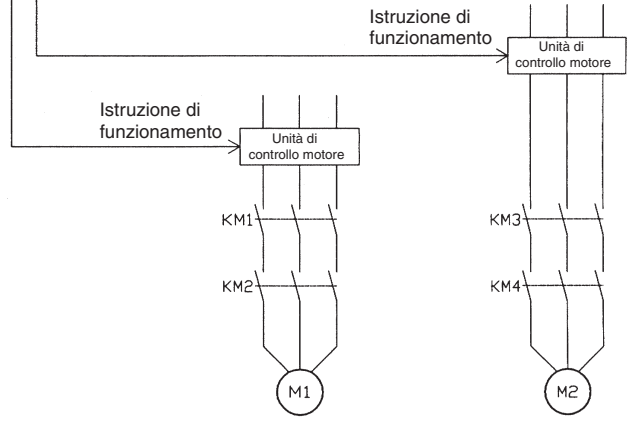 Istruzione di
funzionamento
Unità di
controllo motore
Istruzione di
funzionamento
Unità di
controllo motore
KM1
KM3
KM2
KM4
M1
M2